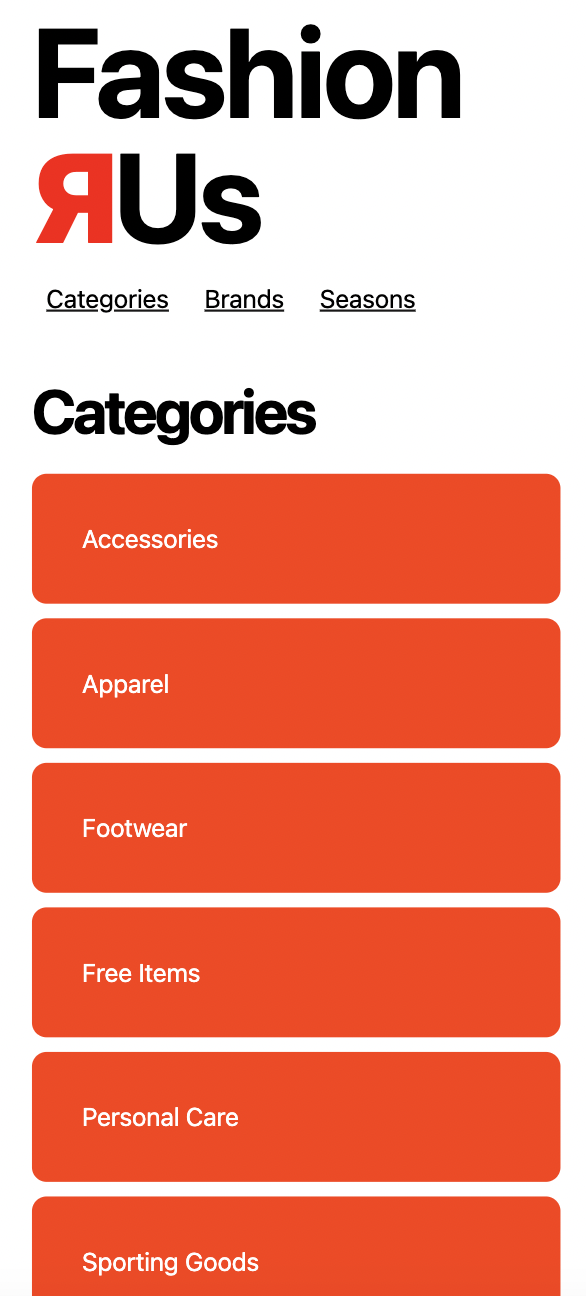 Fashion
ЯUs
Categories Brands Seasons
Categories
Accessories
Apparel
Footwear
Free Items
Personal Care
Sporting Goods